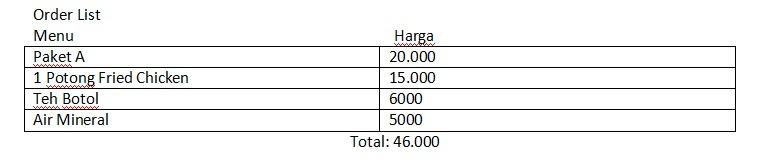 Order List
Menu Harga
Paket A 20.000
1 Potong Fried Chicken 15.000
Teh Botol 6000
Air Mineral 5000
Total: 46.000